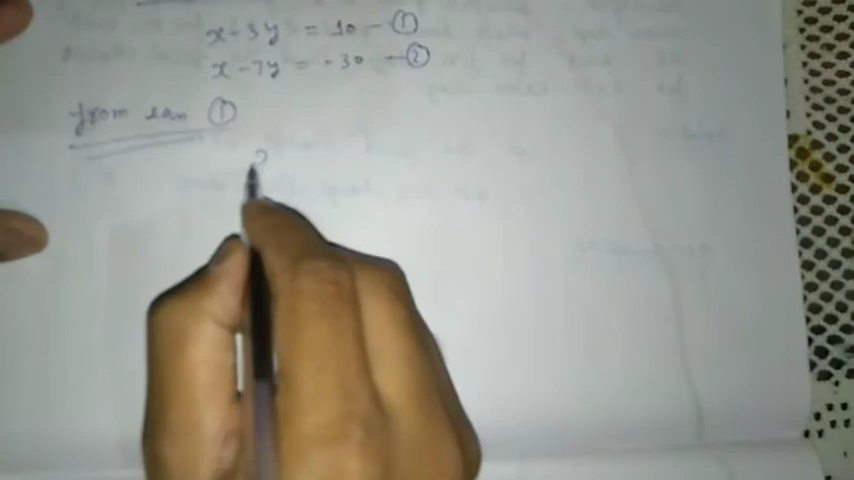 x - 3y = 10 - ①
x - 7y = -30 - ②
from eqn ①